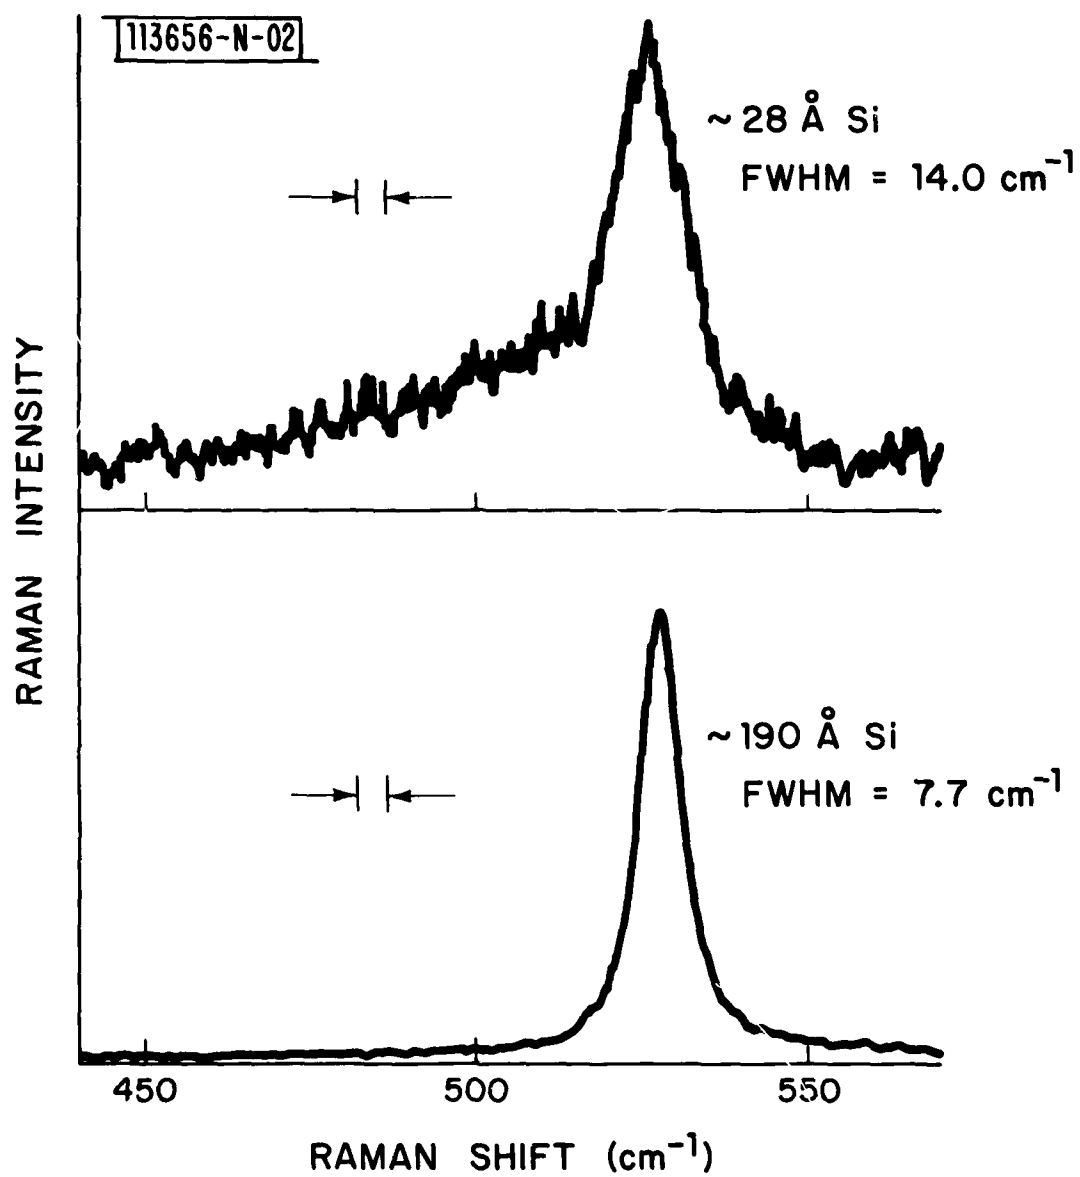 113656-N-02
~28 Å Si
FWHM = 14.0 cm⁻¹
RAMAN INTENSITY
~190 Å Si
FWHM = 7.7 cm⁻¹
450 500 550
RAMAN SHIFT (cm⁻¹)